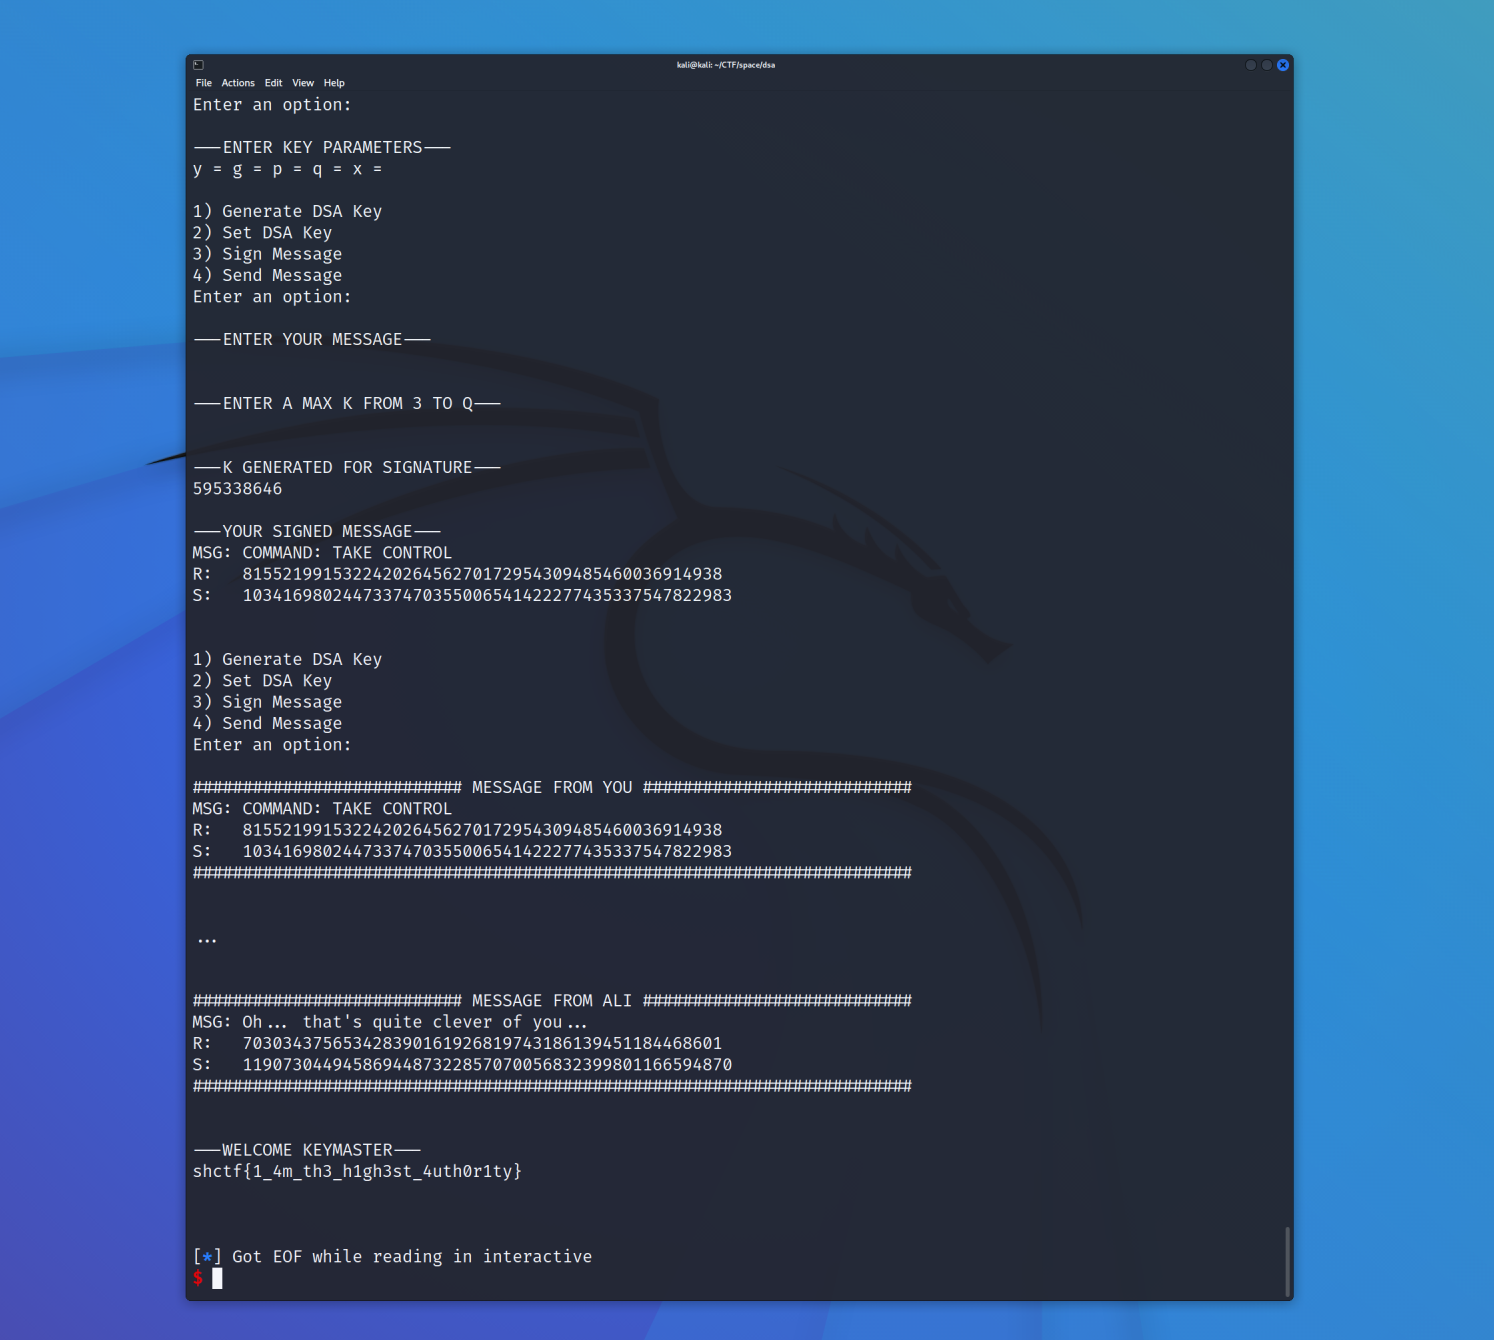 kali@kali: ~/CTF/space/dsa
File Actions Edit View Help
Enter an option:
---ENTER KEY PARAMETERS---
y = g = p = q = x =
1) Generate DSA Key
2) Set DSA Key
3) Sign Message
4) Send Message
Enter an option:
---ENTER YOUR MESSAGE---
---ENTER A MAX K FROM 3 TO Q---
---K GENERATED FOR SIGNATURE---
595338646
---YOUR SIGNED MESSAGE---
MSG: COMMAND: TAKE CONTROL
R: 815521991532242026456270172954309485460036914938
S: 1034169802447337470355006541422277435337547822983
1) Generate DSA Key
2) Set DSA Key
3) Sign Message
4) Send Message
Enter an option:
########################### MESSAGE FROM YOU ###########################
MSG: COMMAND: TAKE CONTROL
R: 815521991532242026456270172954309485460036914938
S: 1034169802447337470355006541422277435337547822983
########################################################################
...
########################### MESSAGE FROM ALI ###########################
MSG: Oh... that's quite clever of you...
R: 703034375653428390161926819743186139451184468601
S: 1190730449458694487322857070056832399801166594870
########################################################################
---WELCOME KEYMASTER---
shctf{1_4m_th3_h1gh3st_4uth0r1ty}
[*] Got EOF while reading in interactive
$